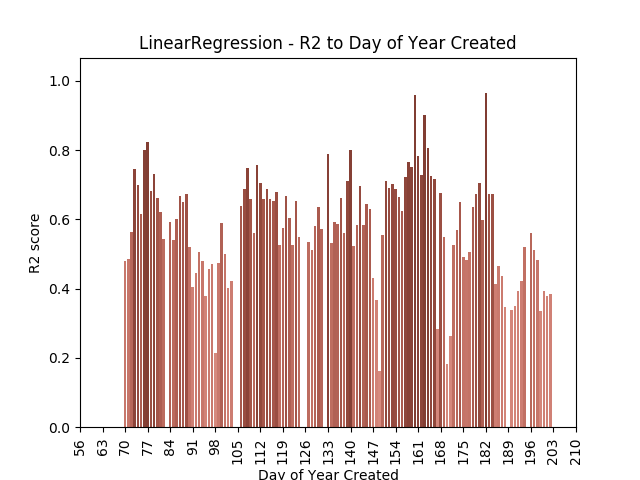 LinearRegression - R2 to Day of Year Created
R2 score
1.0
0.8
0.6
0.4
0.2
0.0
56 63 70 77 84 91 98 105 112 119 126 133 140 147 154 161 168 175 182 189 196 203 210
Day of Year Created